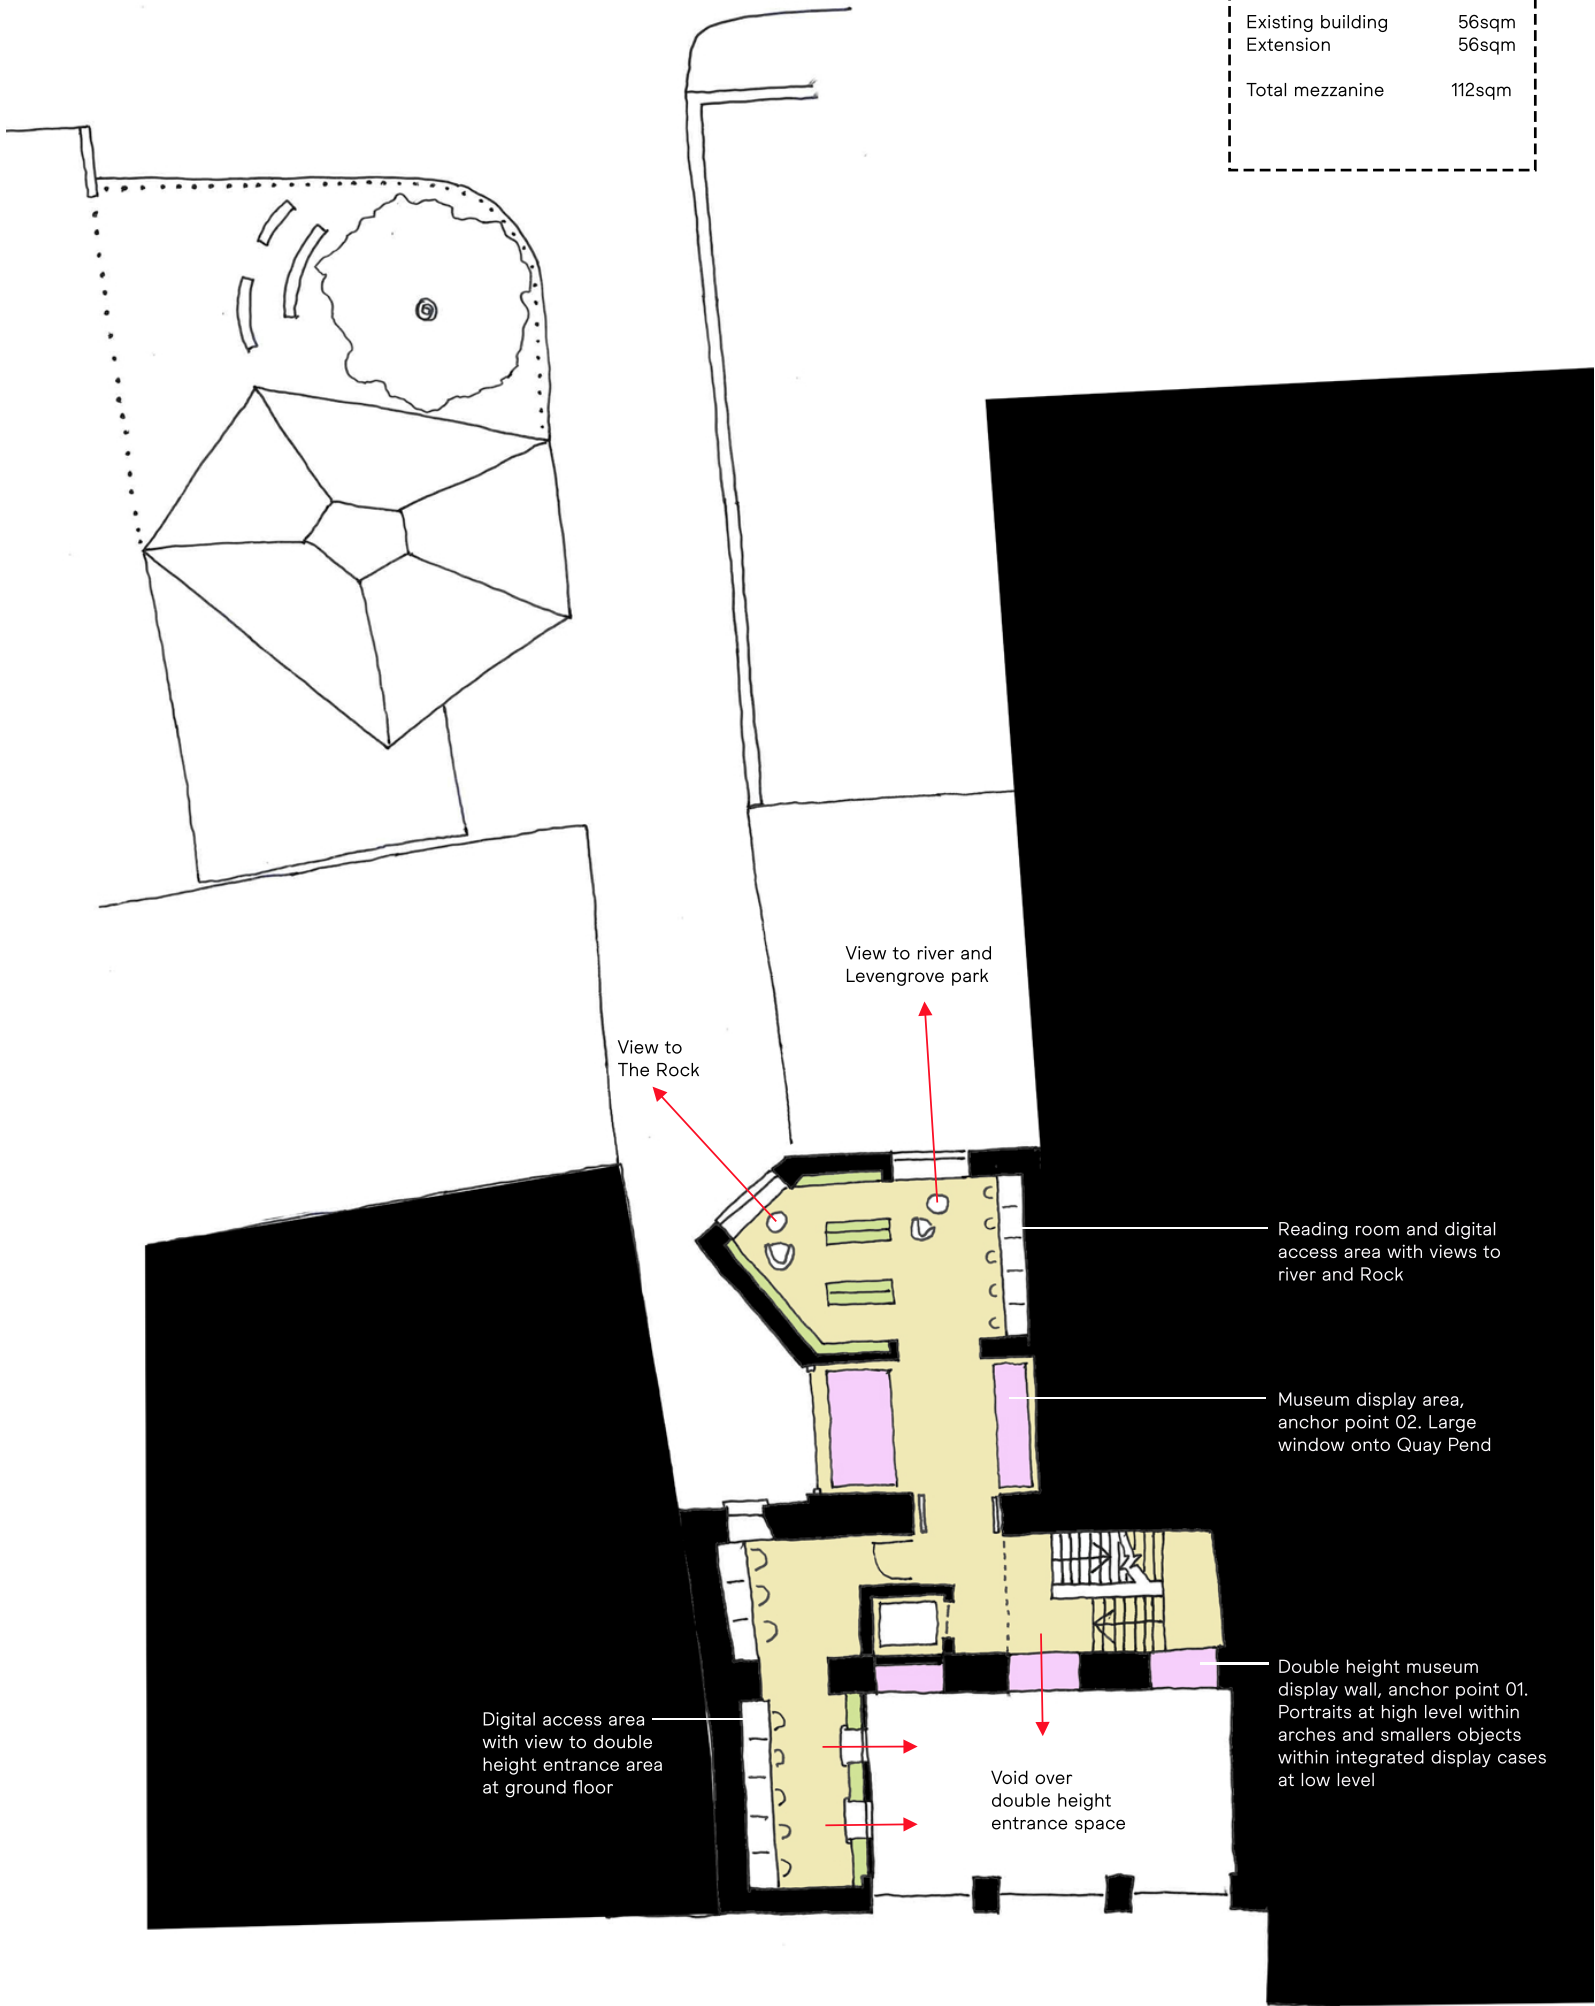 Existing building 56sqm
Extension 56sqm
Total mezzanine 112sqm
View to river and
Levengrove park
View to
The Rock
Reading room and digital
access area with views to
river and Rock
Museum display area,
anchor point 02. Large
window onto Quay Pend
Double height museum
display wall, anchor point 01.
Portraits at high level within
arches and smallers objects
within integrated display cases
at low level
Digital access area
with view to double
height entrance area
at ground floor
Void over
double height
entrance space